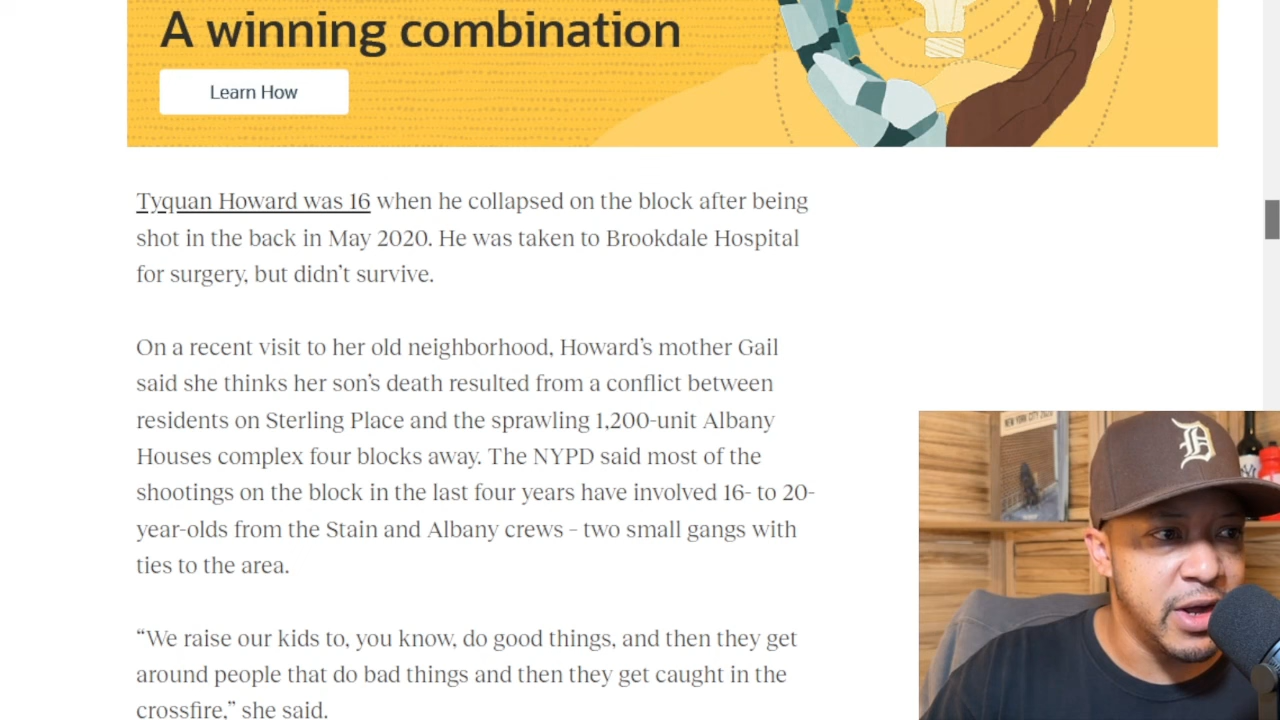 A winning combination
Learn How
Tyquan Howard was 16 when he collapsed on the block after being
shot in the back in May 2020. He was taken to Brookdale Hospital
for surgery, but didn’t survive.
On a recent visit to her old neighborhood, Howard’s mother Gail
said she thinks her son’s death resulted from a conflict between
residents on Sterling Place and the sprawling 1,200-unit Albany
Houses complex four blocks away. The NYPD said most of the
shootings on the block in the last four years have involved 16- to 20-
year-olds from the Stain and Albany crews – two small gangs with
ties to the area.
“We raise our kids to, you know, do good things, and then they get
around people that do bad things and then they get caught in the
crossfire,” she said.
NEW YORK CITY
D